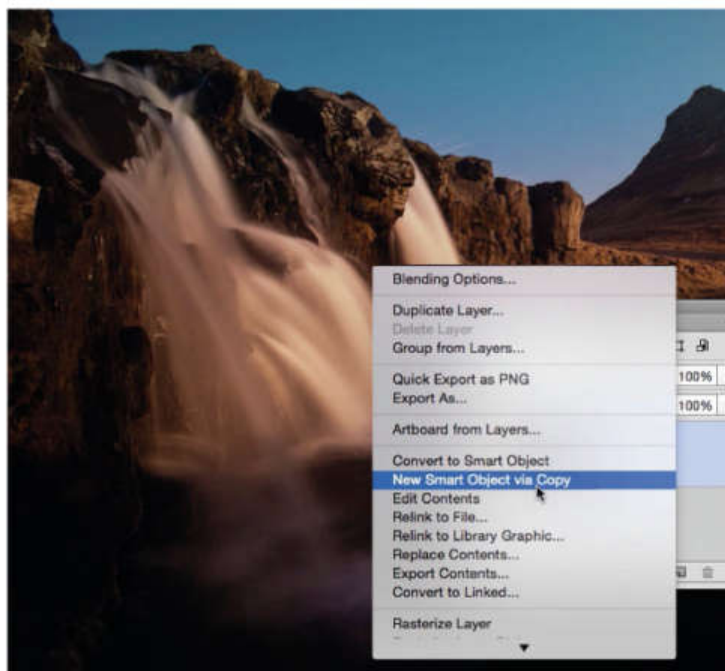 Blending Options...
Duplicate Layer...
Delete Layer
Group from Layers...
Quick Export as PNG
Export As...
Artboard from Layers...
Convert to Smart Object
New Smart Object via Copy
Edit Contents
Relink to File...
Relink to Library Graphic...
Replace Contents...
Export Contents...
Convert to Linked...
Rasterize Layer
100%
100%